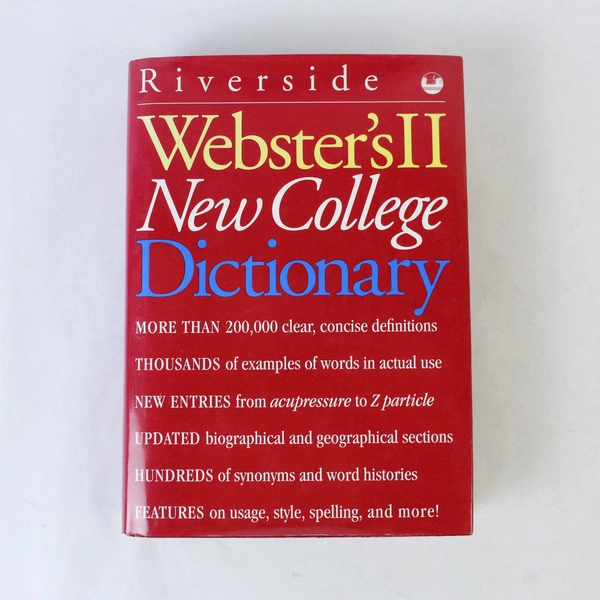 Riverside
Webster's II
New College
Dictionary
MORE THAN 200,000 clear, concise definitions
THOUSANDS of examples of words in actual use
NEW ENTRIES from acupressure to Z particle
UPDATED biographical and geographical sections
HUNDREDS of synonyms and word histories
FEATURES on usage, style, spelling, and more!